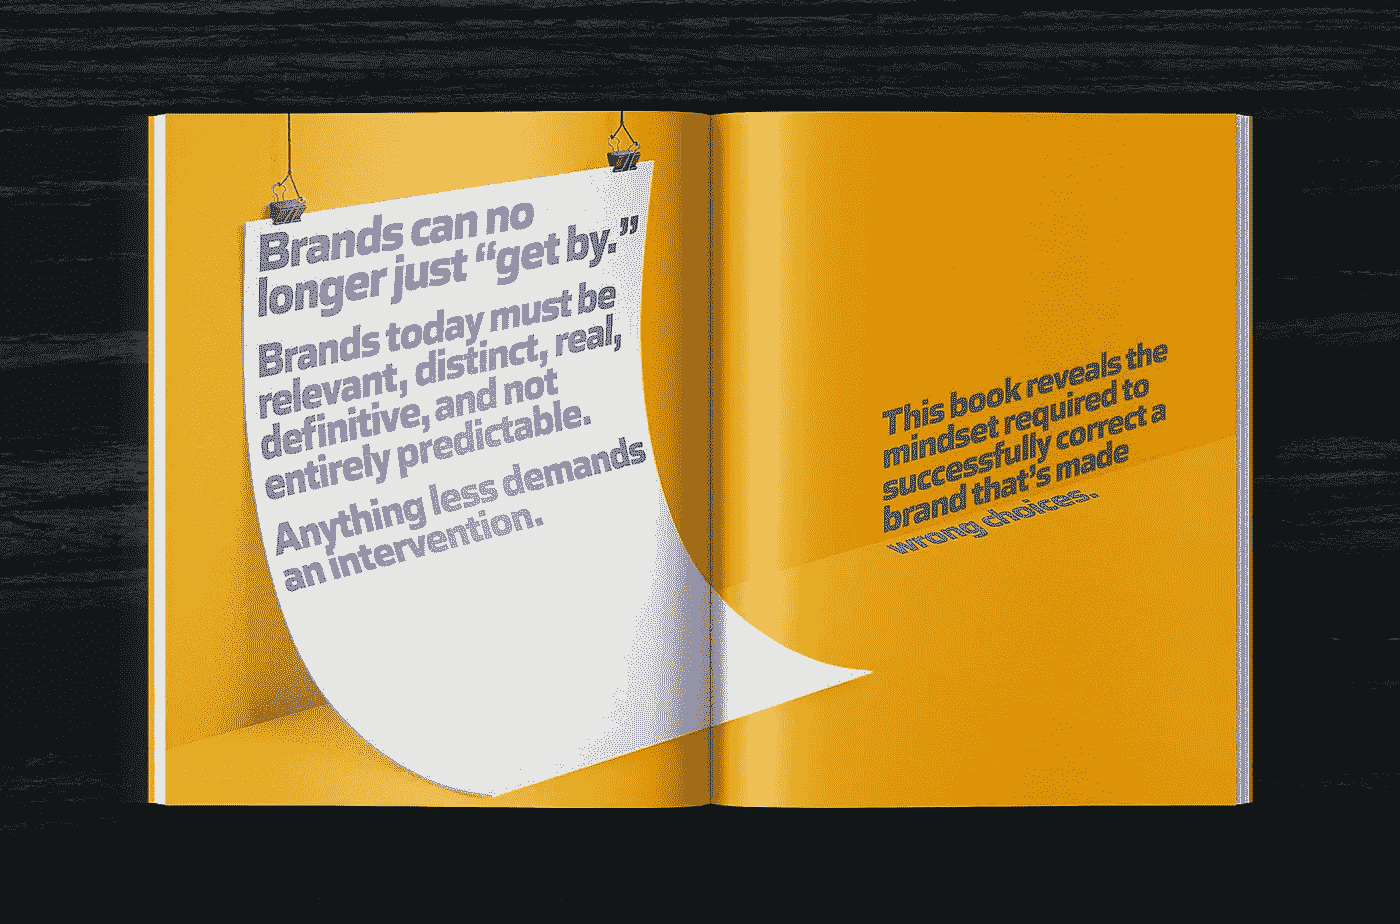 Brands can no
longer just “get by.”
Brands today must be
relevant, distinct, real,
definitive, and not
entirely predictable.
Anything less demands
an intervention.
This book reveals the
mindset required to
successfully correct a
brand that’s made
wrong choices.